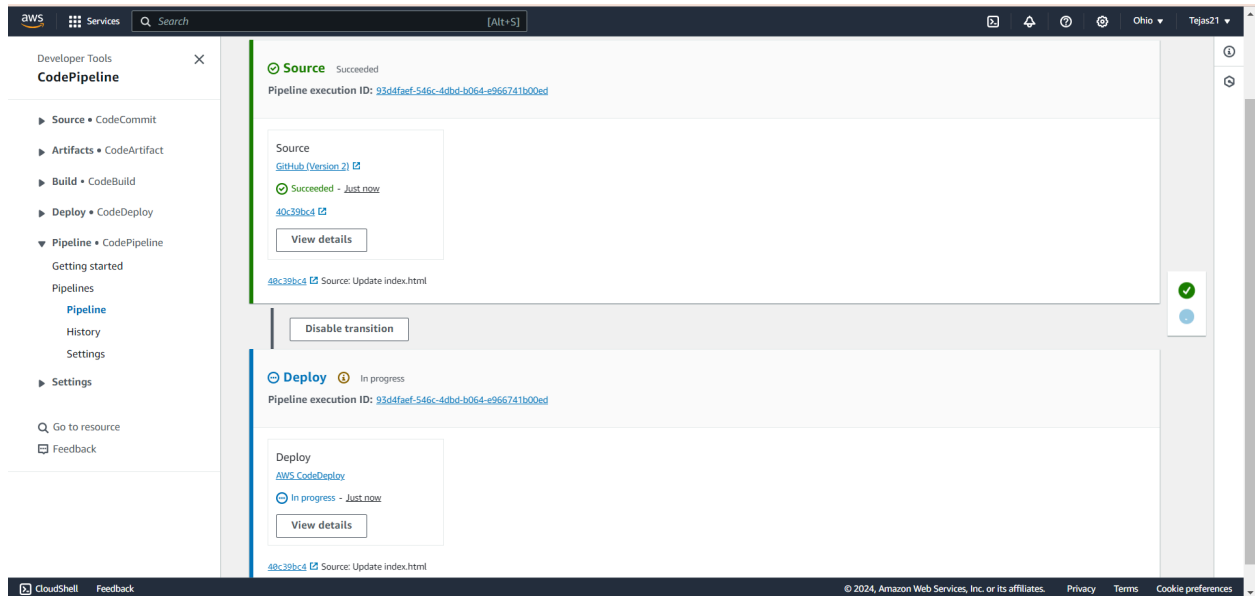 aws
Services
Search
[Alt+S]
Ohio
Tejas21
Developer Tools
CodePipeline
Source • CodeCommit
Artifacts • CodeArtifact
Build • CodeBuild
Deploy • CodeDeploy
Pipeline • CodePipeline
Getting started
Pipelines
Pipeline
History
Settings
Settings
Go to resource
Feedback
Source Succeeded
Pipeline execution ID: 93d4faef-546c-4dbd-b064-e966741b00ed
Source
GitHub (Version 2)
Succeeded - Just now
40c39bc4
View details
40c39bc4 Source: Update index.html
Disable transition
Deploy In progress
Pipeline execution ID: 93d4faef-546c-4dbd-b064-e966741b00ed
Deploy
AWS CodeDeploy
In progress - Just now
View details
40c39bc4 Source: Update index.html
CloudShell Feedback
© 2024, Amazon Web Services, Inc. or its affiliates. Privacy Terms Cookie preferences